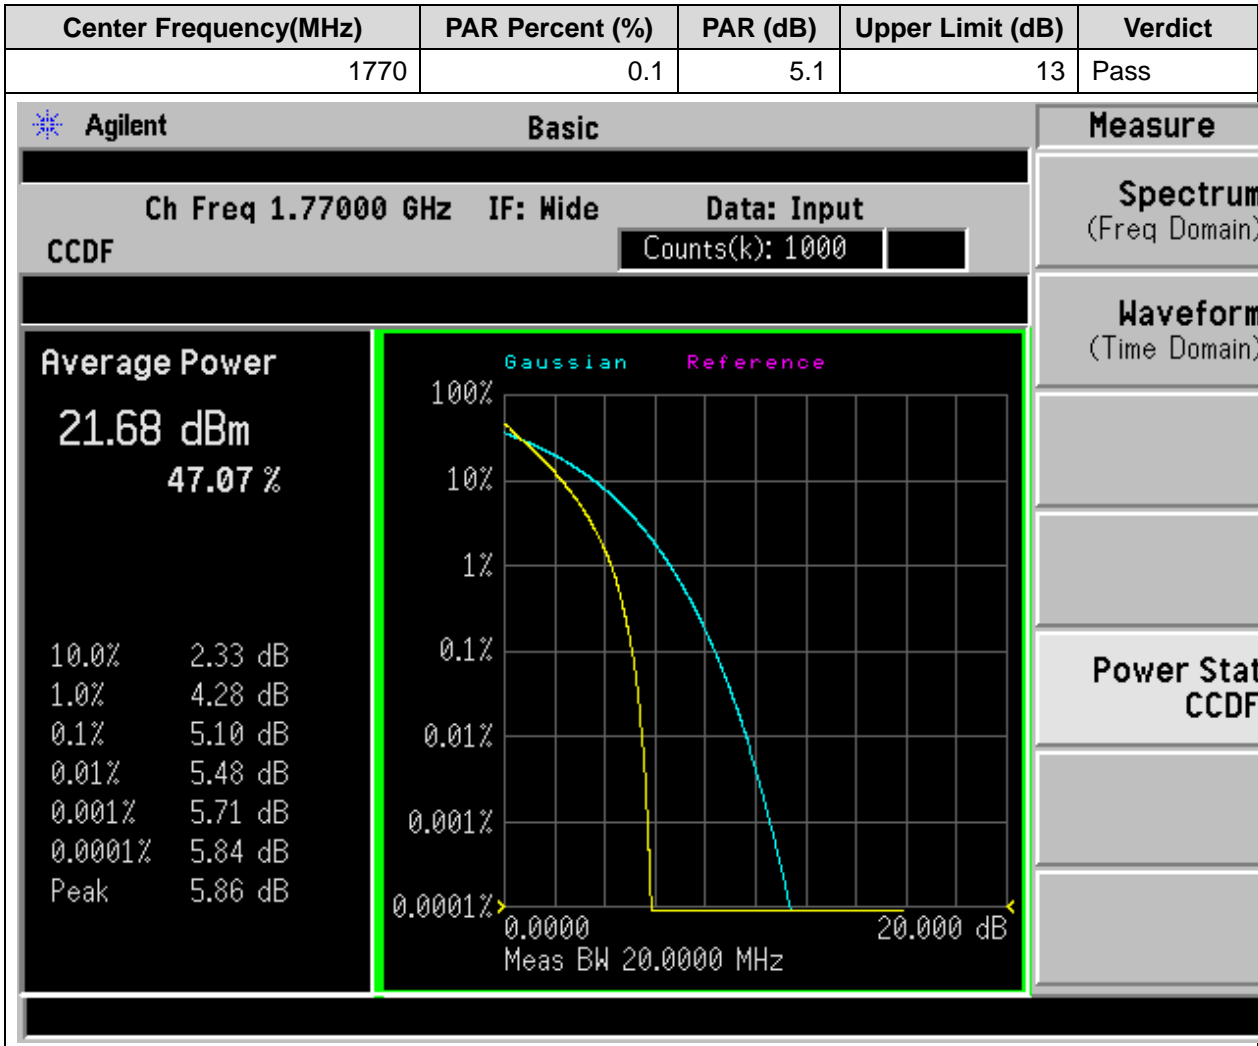 Center Frequency(MHz) PAR Percent (%) PAR (dB) Upper Limit (dB) Verdict
1770 0.1 5.1 13 Pass
Agilent Basic Measure
Ch Freq 1.77000 GHz IF: Wide Data: Input
CCDF Counts(k): 1000
Spectrum
(Freq Domain)
Waveform
(Time Domain)
Power Stat
CCDF
Average Power
21.68 dBm
47.07 %
10.0% 2.33 dB
1.0% 4.28 dB
0.1% 5.10 dB
0.01% 5.48 dB
0.001% 5.71 dB
0.0001% 5.84 dB
Peak 5.86 dB
Gaussian Reference
100%
10%
1%
0.1%
0.01%
0.001%
0.0001%
0.0000 20.000 dB
Meas BW 20.0000 MHz